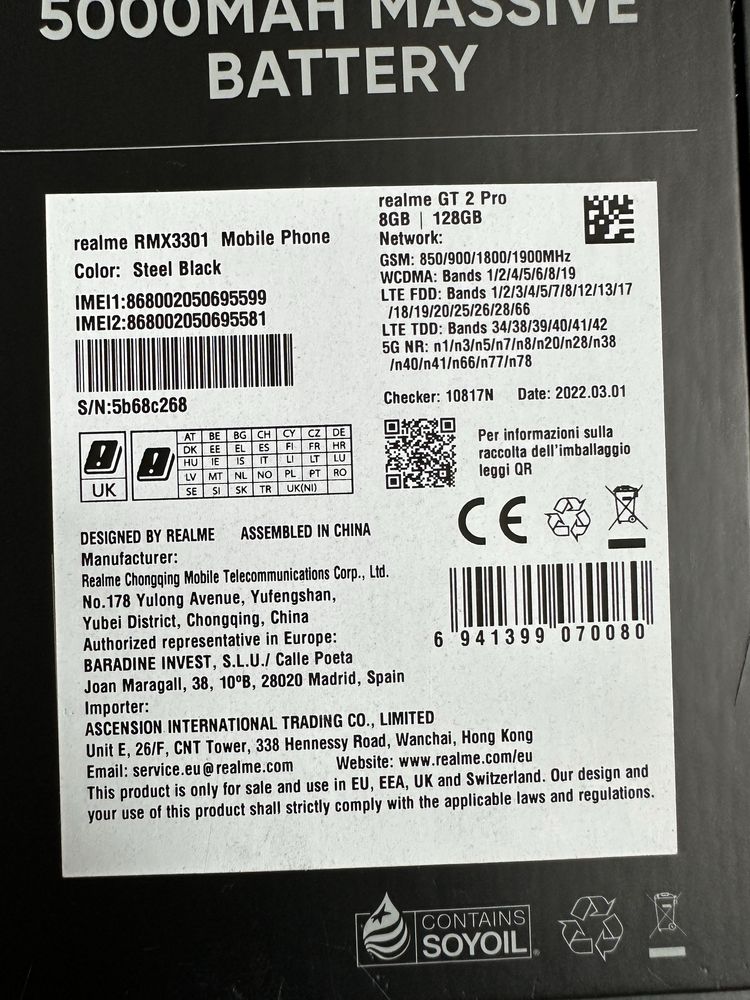 5000MAH MASSIVE
BATTERY
realme RMX3301 Mobile Phone
Color: Steel Black
IMEI1:868002050695599
IMEI2:868002050695581
S/N:5b68c268
realme GT 2 Pro
8GB | 128GB
Network:
GSM: 850/900/1800/1900MHz
WCDMA: Bands 1/2/4/5/6/8/19
LTE FDD: Bands 1/2/3/4/5/7/8/12/13/17
/18/19/20/25/26/28/66
LTE TDD: Bands 34/38/39/40/41/42
5G NR: n1/n3/n5/n7/n8/n20/n28/n38
/n40/n41/n66/n77/n78
Checker: 10817N Date: 2022.03.01
UK
AT BE BG CH CY CZ DE
DK EE EL ES FI FR HR
HU IE IS IT LI LT LU
LV MT NL NO PL PT RO
SE SI SK TR UK(NI)
Per informazioni sulla
raccolta dell'imballaggio
leggi QR
CE
DESIGNED BY REALME ASSEMBLED IN CHINA
Manufacturer:
Realme Chongqing Mobile Telecommunications Corp., Ltd.
No.178 Yulong Avenue, Yufengshan,
Yubei District, Chongqing, China
Authorized representative in Europe:
BARADINE INVEST, S.L.U./ Calle Poeta
Joan Maragall, 38, 10ºB, 28020 Madrid, Spain
Importer:
ASCENSION INTERNATIONAL TRADING CO., LIMITED
Unit E, 26/F, CNT Tower, 338 Hennessy Road, Wanchai, Hong Kong
Email: service.eu@realme.com Website: www.realme.com/eu
This product is only for sale and use in EU, EEA, UK and Switzerland. Our design and
your use of this product shall strictly comply with the applicable laws and regulations.
6 941399 070080
CONTAINS
SOYOIL